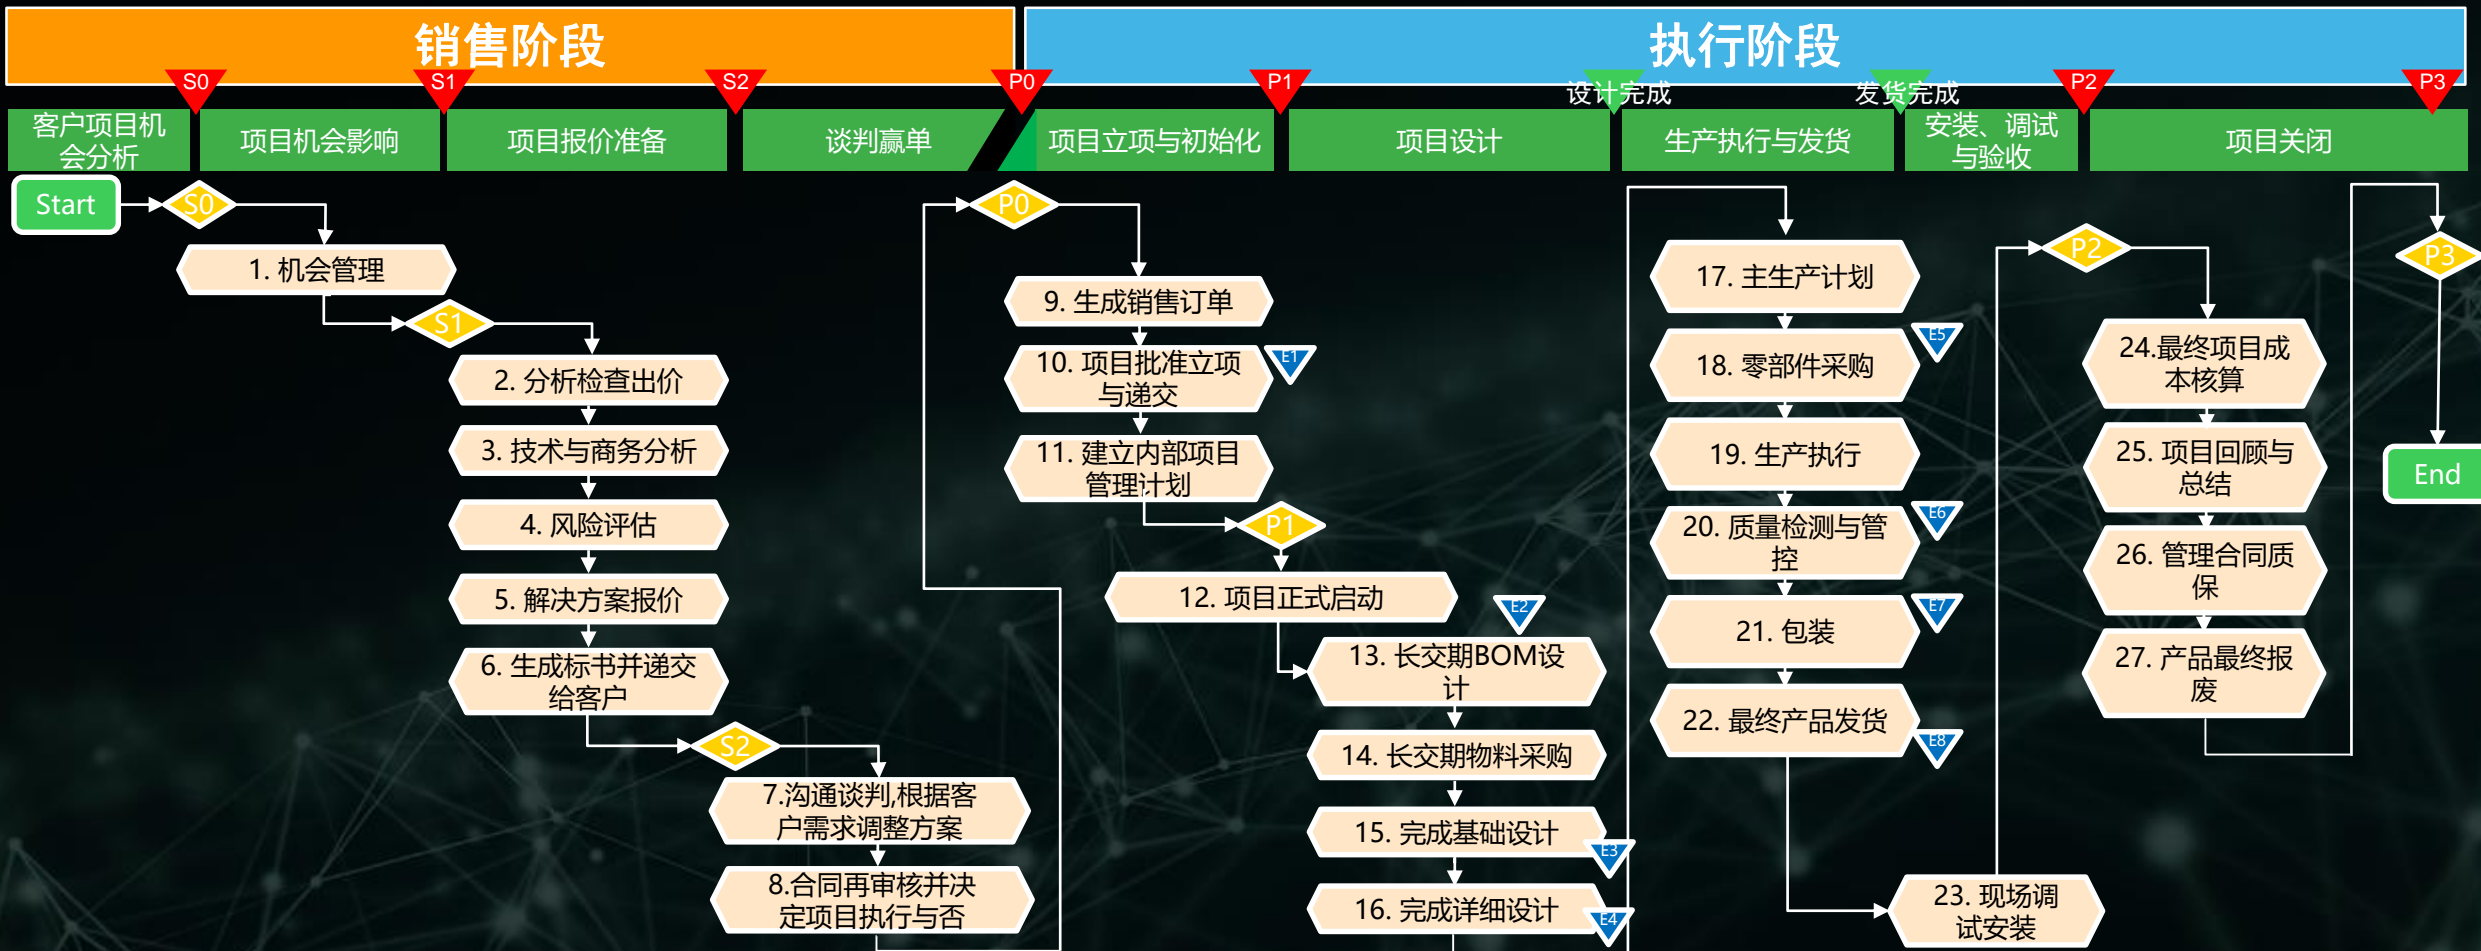 销售阶段
执行阶段
S0
S1
S2
P0
P1
设计完成
发货完成
P2
P3
客户项目机
会分析
项目机会影响
项目报价准备
谈判赢单
项目立项与初始化
项目设计
生产执行与发货
安装、调试
与验收
项目关闭
Start
S0
1. 机会管理
S1
2. 分析检查出价
3. 技术与商务分析
4. 风险评估
5. 解决方案报价
6. 生成标书并递交
给客户
S2
7.沟通谈判,根据客
户需求调整方案
8.合同再审核并决
定项目执行与否
P0
9. 生成销售订单
10. 项目批准立项
与递交
E1
11. 建立内部项目
管理计划
P1
12. 项目正式启动
E2
13. 长交期BOM设
计
14. 长交期物料采购
15. 完成基础设计
E3
16. 完成详细设计
E4
17. 主生产计划
18. 零部件采购
E5
19. 生产执行
20. 质量检测与管
控
E6
21. 包装
E7
22. 最终产品发货
E8
23. 现场调
试安装
P2
24.最终项目成
本核算
25. 项目回顾与
总结
26. 管理合同质
保
27. 产品最终报
废
P3
End